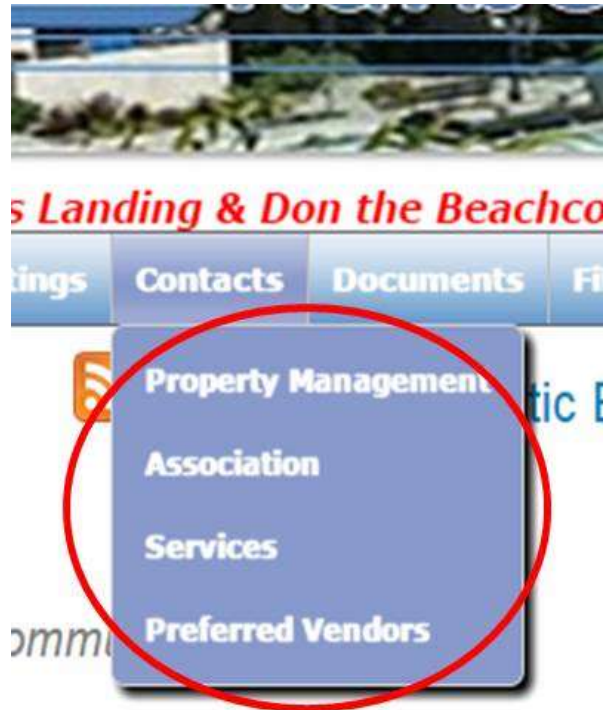 s Landing & Don the Beachco
tings Contacts Documents Fi
Property Management
tic E
Association
Services
ommu
Preferred Vendors